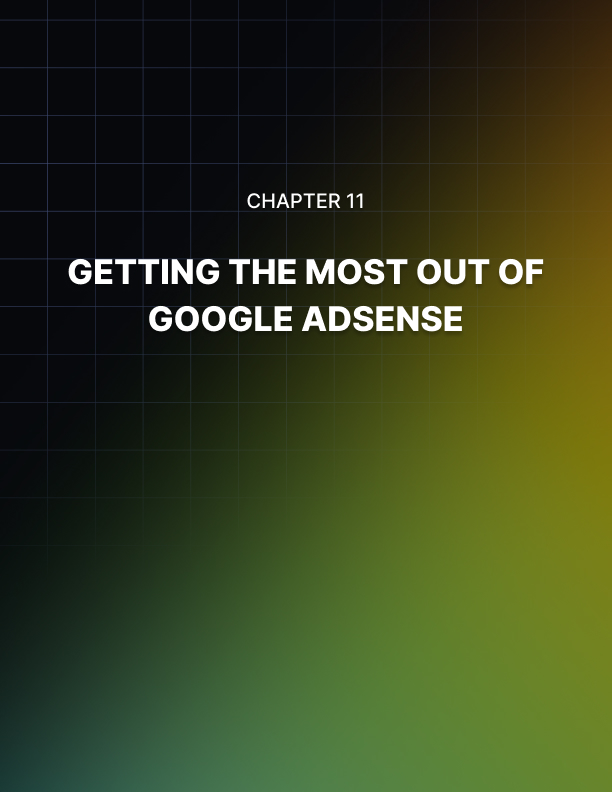 CHAPTER 11
GETTING THE MOST OUT OF
GOOGLE ADSENSE